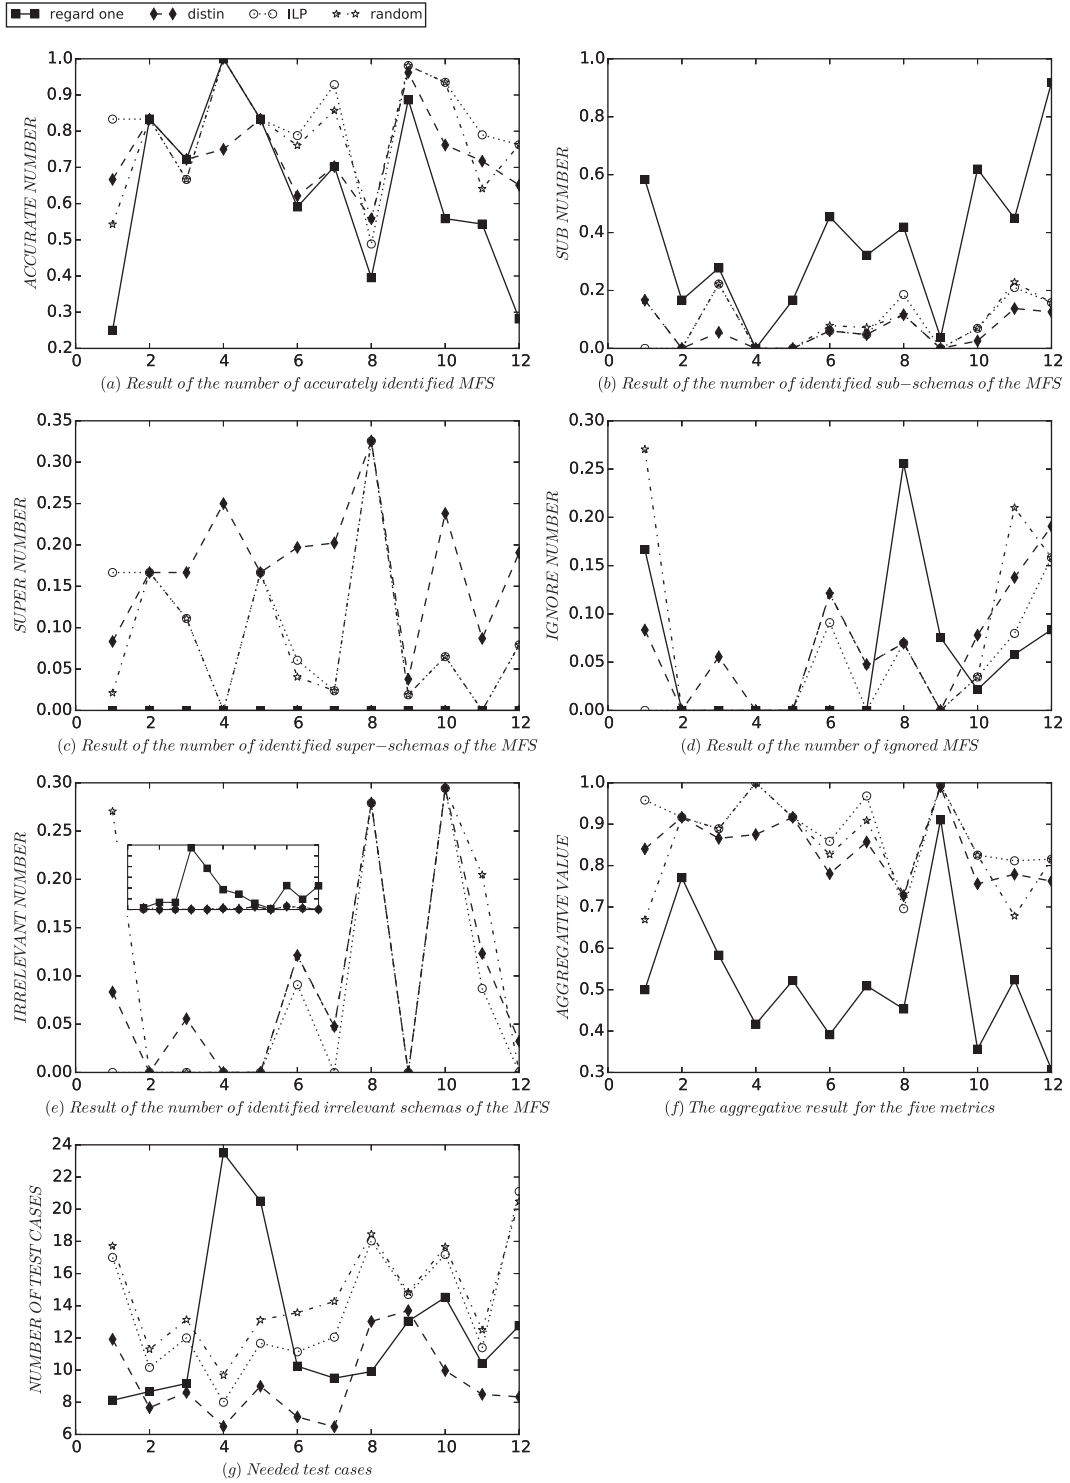 regard one distin ILP random
1.0
0.9
0.8
0.7
0.6
0.5
0.4
0.3
0.2
ACCURATE NUMBER
0 2 4 6 8 10 12
(a) Result of the number of accurately identified MFS
1.0
0.8
0.6
0.4
0.2
0.0
SUB NUMBER
0 2 4 6 8 10 12
(b) Result of the number of identified sub−schemas of the MFS
0.35
0.30
0.25
0.20
0.15
0.10
0.05
0.00
SUPER NUMBER
0 2 4 6 8 10 12
(c) Result of the number of identified super−schemas of the MFS
0.30
0.25
0.20
0.15
0.10
0.05
0.00
IGNORE NUMBER
0 2 4 6 8 10 12
(d) Result of the number of ignored MFS
0.30
0.25
0.20
0.15
0.10
0.05
0.00
IRRELEVANT NUMBER
0 2 4 6 8 10 12
(e) Result of the number of identified irrelevant schemas of the MFS
1.0
0.9
0.8
0.7
0.6
0.5
0.4
0.3
AGGREGATIVE VALUE
0 2 4 6 8 10 12
(f) The aggregative result for the five metrics
24
22
20
18
16
14
12
10
8
6
NUMBER OF TEST CASES
0 2 4 6 8 10 12
(g) Needed test cases